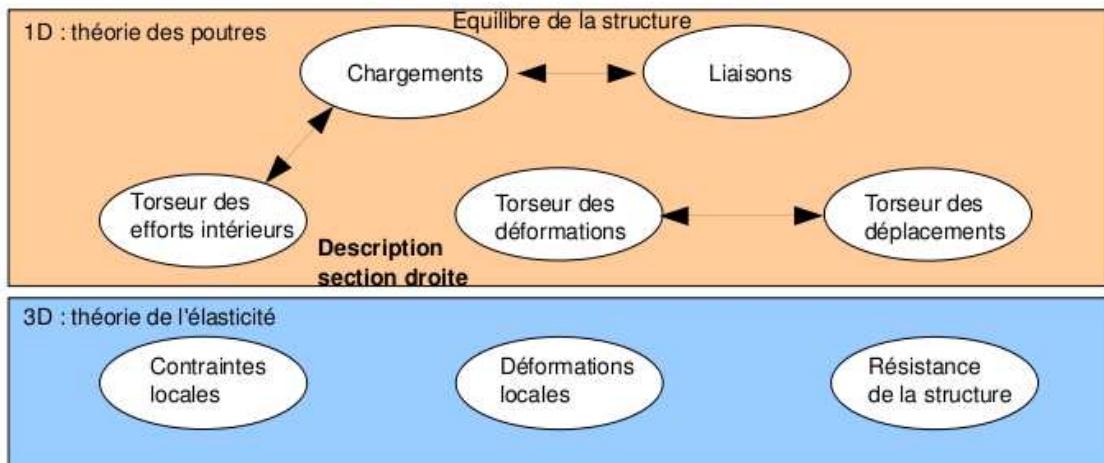 Equilibre de la structure
1D : théorie des poutres
Chargements
Liaisons
Torseur des
efforts intérieurs
Torseur des
déformations
Torseur des
déplacements
Description
section droite
3D : théorie de l'élasticité
Contraintes
locales
Déformations
locales
Résistance
de la structure